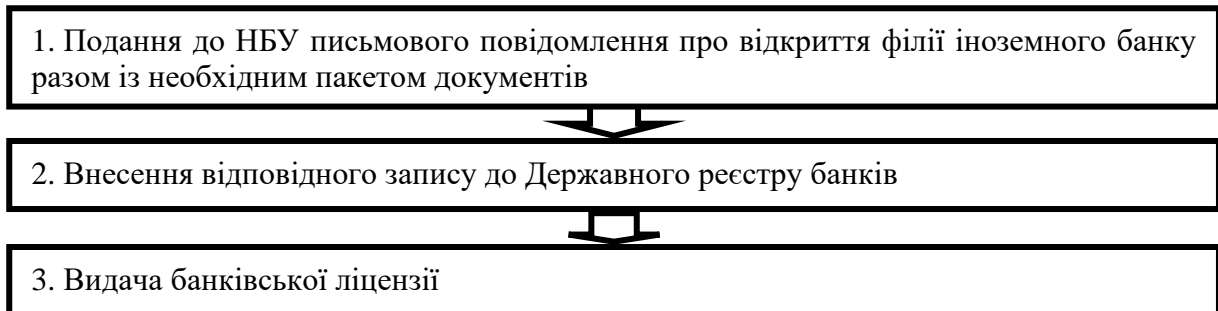 1. Подання до НБУ письмового повідомлення про відкриття філії іноземного банку
разом із необхідним пакетом документів
2. Внесення відповідного запису до Державного реєстру банків
3. Видача банківської ліцензії